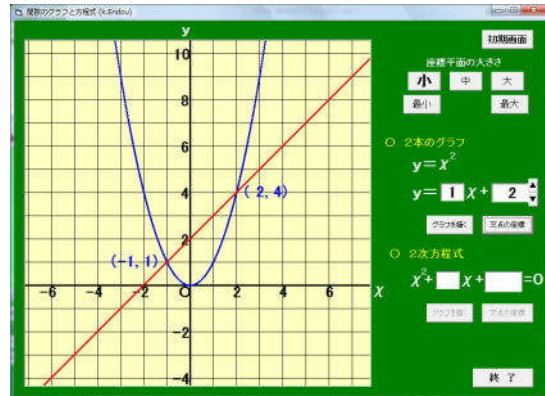 関数のグラフと方程式 (k.Endou)
初期画面
座標平面の大きさ
小 中 大
最小 最大
○ 2本のグラフ
y=x²
y= 1 x+ 2
グラフを描く 交点の座標
○ 2次方程式
x²+ x+ =0
グラフを描く 交点の座標
終 了
y
10
8
6
4
2
(2, 4)
(-1, 1)
-6 -4 -2 O 2 4 6 x
-2
-4